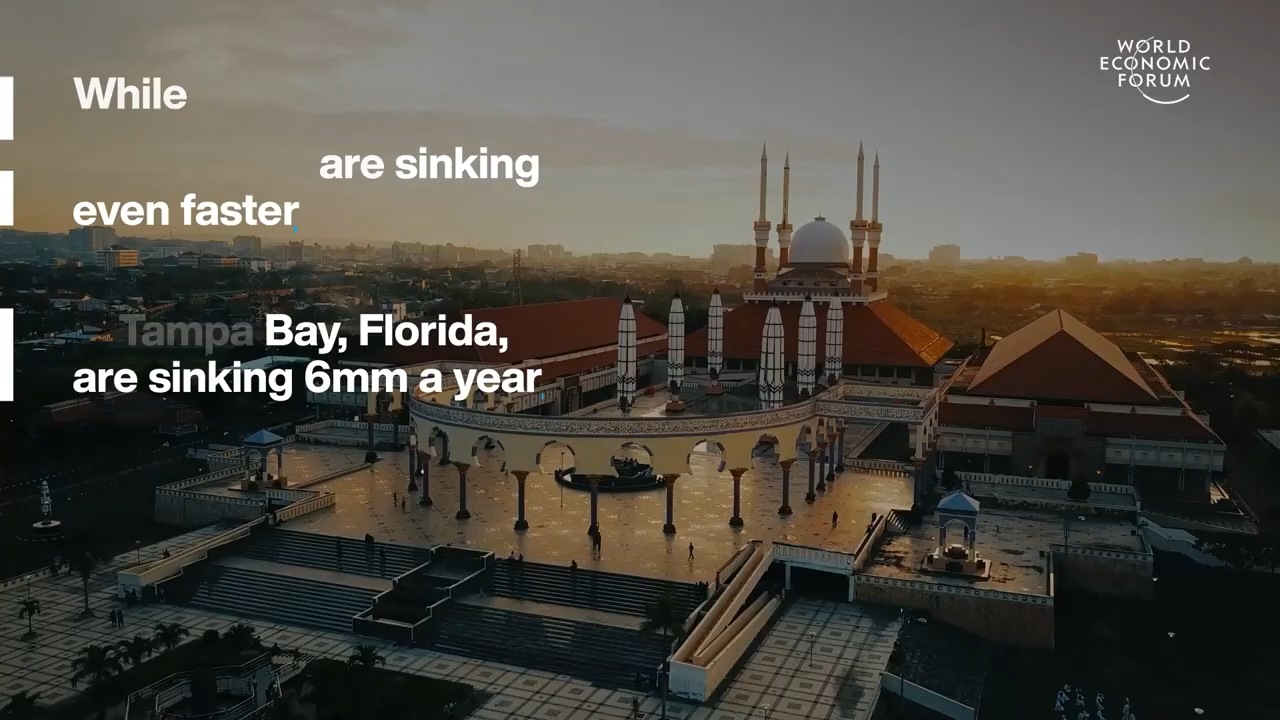 While
are sinking
even faster
Tampa Bay, Florida,
are sinking 6mm a year
WORLD
ECONOMIC
FORUM